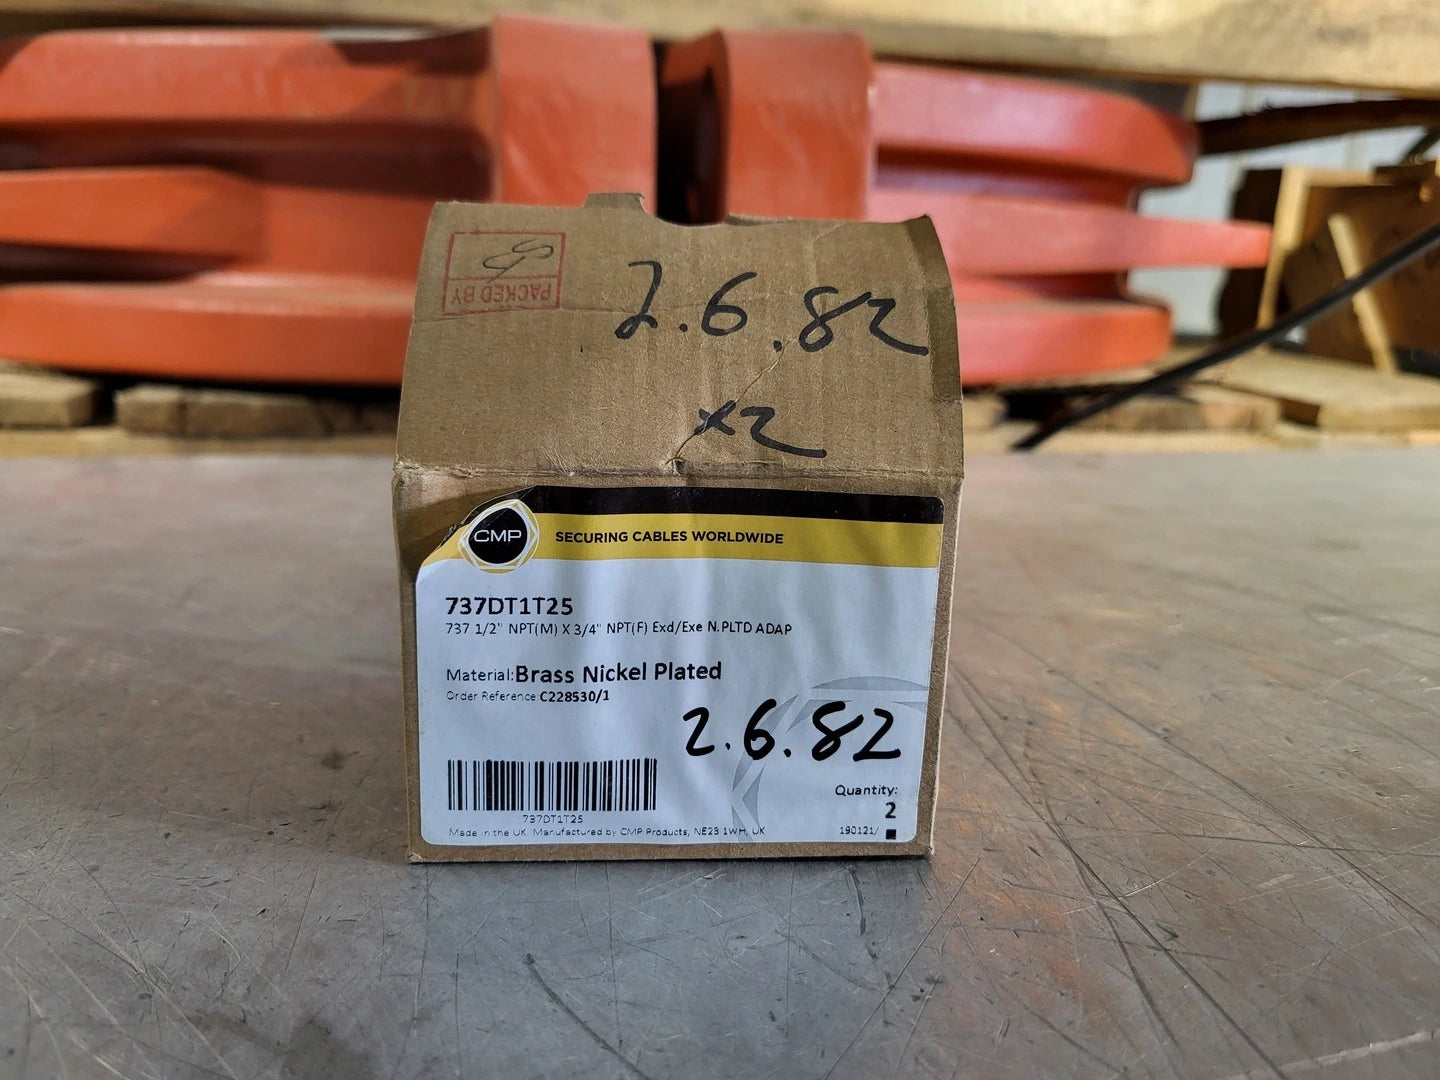 PACKED BY
2.6.82
x2
CMP
SECURING CABLES WORLDWIDE
737DT1T25
737 1/2" NPT(M) X 3/4" NPT(F) Exd/Exe N.PLTD ADAP
Material:Brass Nickel Plated
Order Reference C228530/1
2.6.82
Quantity:
2
737DT1T25
Made in the UK. Manufactured by CMP Products, NE23 1WH, UK
190121/